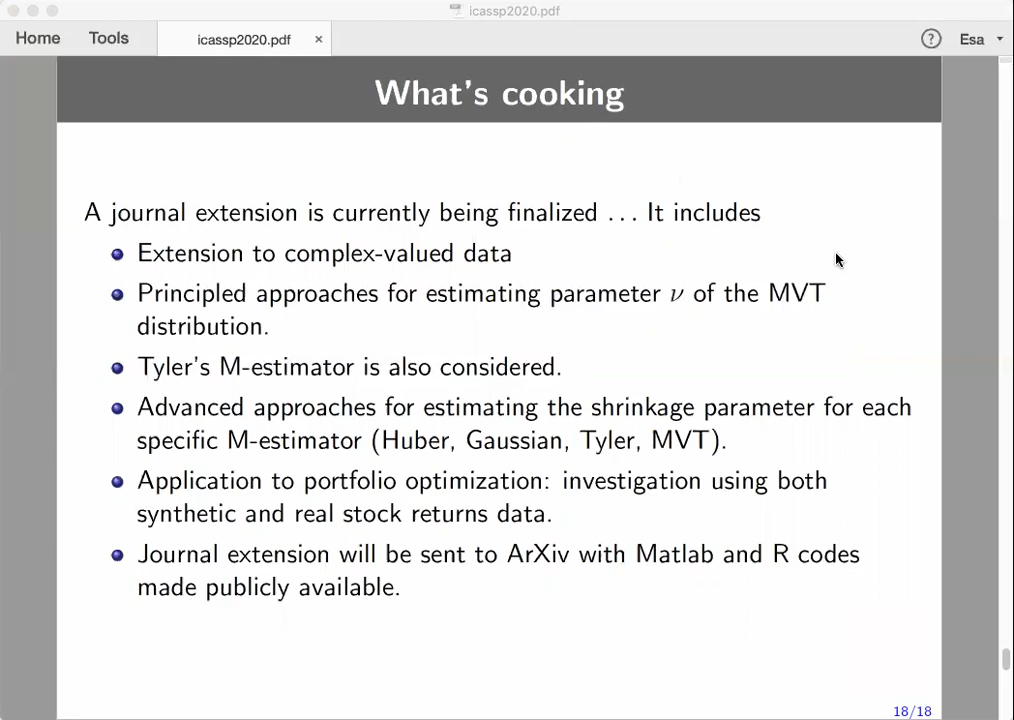 icassp2020.pdf
Home Tools icassp2020.pdf × ? Esa
What's cooking
A journal extension is currently being finalized ... It includes
Extension to complex-valued data
Principled approaches for estimating parameter ν of the MVT
distribution.
Tyler's M-estimator is also considered.
Advanced approaches for estimating the shrinkage parameter for each
specific M-estimator (Huber, Gaussian, Tyler, MVT).
Application to portfolio optimization: investigation using both
synthetic and real stock returns data.
Journal extension will be sent to ArXiv with Matlab and R codes
made publicly available.
18/18